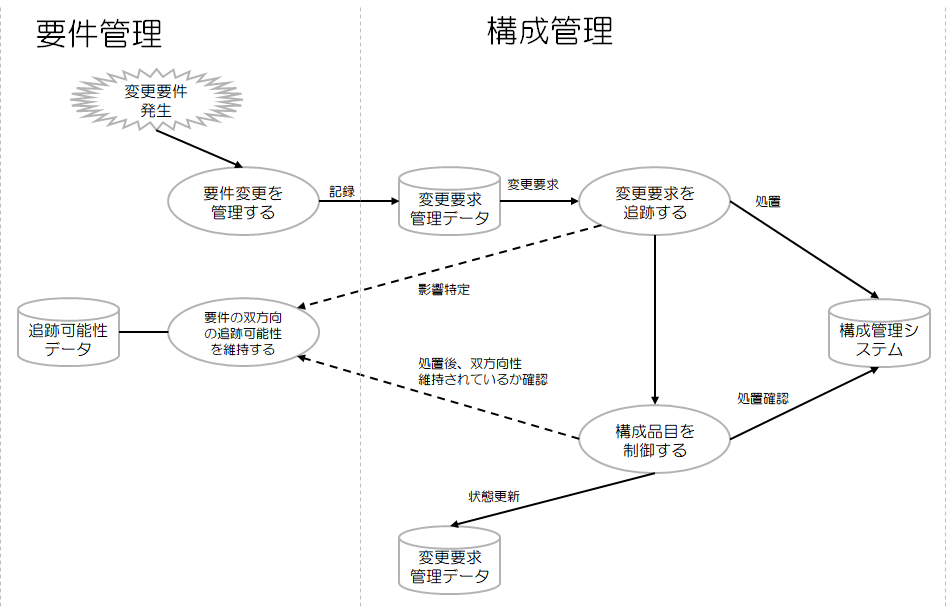 要件管理
構成管理
変更要件
発生
要件変更を
管理する
記録
変更要求
管理データ
変更要求
変更要求を
追跡する
処置
影響特定
追跡可能性
データ
要件の双方向
の追跡可能性
を維持する
構成管理シ
ステム
処置後、双方向性
維持されているか確認
処置確認
構成品目を
制御する
状態更新
変更要求
管理データ